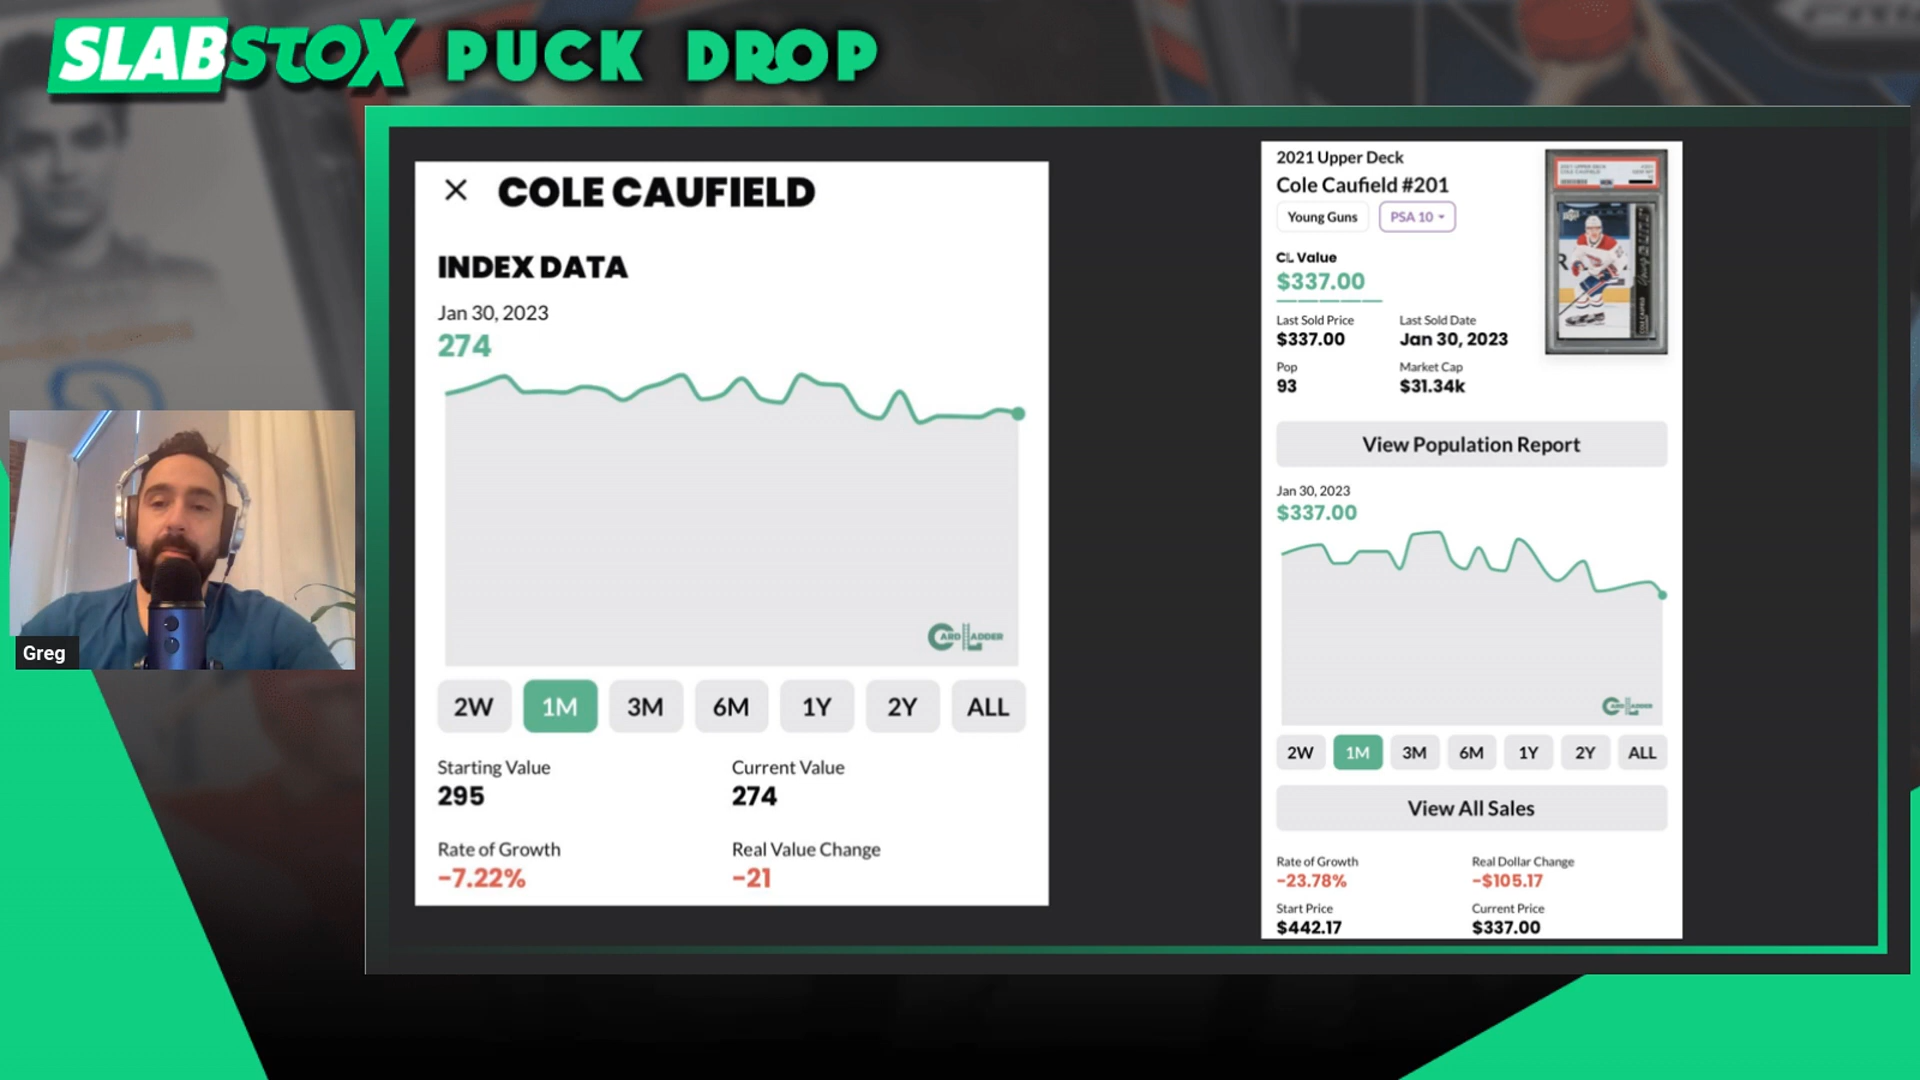 SLABSTOX PUCK DROP
COLE CAUFIELD
INDEX DATA
Jan 30, 2023
274
CARD LADDER
2W 1M 3M 6M 1Y 2Y ALL
Starting Value Current Value
295 274
Rate of Growth Real Value Change
-7.22% -21
2021 Upper Deck
Cole Caufield #201
Young Guns PSA 10
CL Value
$337.00
Last Sold Price Last Sold Date
$337.00 Jan 30, 2023
Pop Market Cap
93 $31.34k
View Population Report
Jan 30, 2023
$337.00
CARD LADDER
2W 1M 3M 6M 1Y 2Y ALL
View All Sales
Rate of Growth Real Dollar Change
-23.78% -$105.17
Start Price Current Price
$442.17 $337.00
Greg